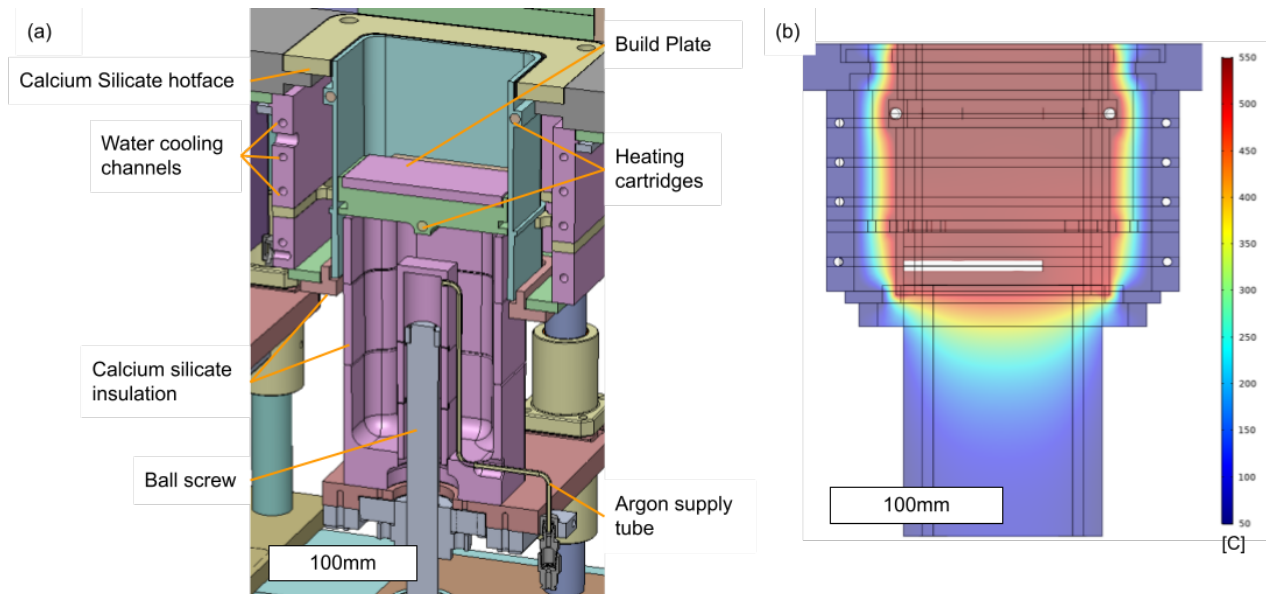 (a)
Calcium Silicate hotface
Water cooling
channels
Calcium silicate
insulation
Ball screw
100mm
Build Plate
Heating
cartridges
Argon supply
tube
(b)
100mm
550
500
450
400
350
300
250
200
150
100
50
[C]